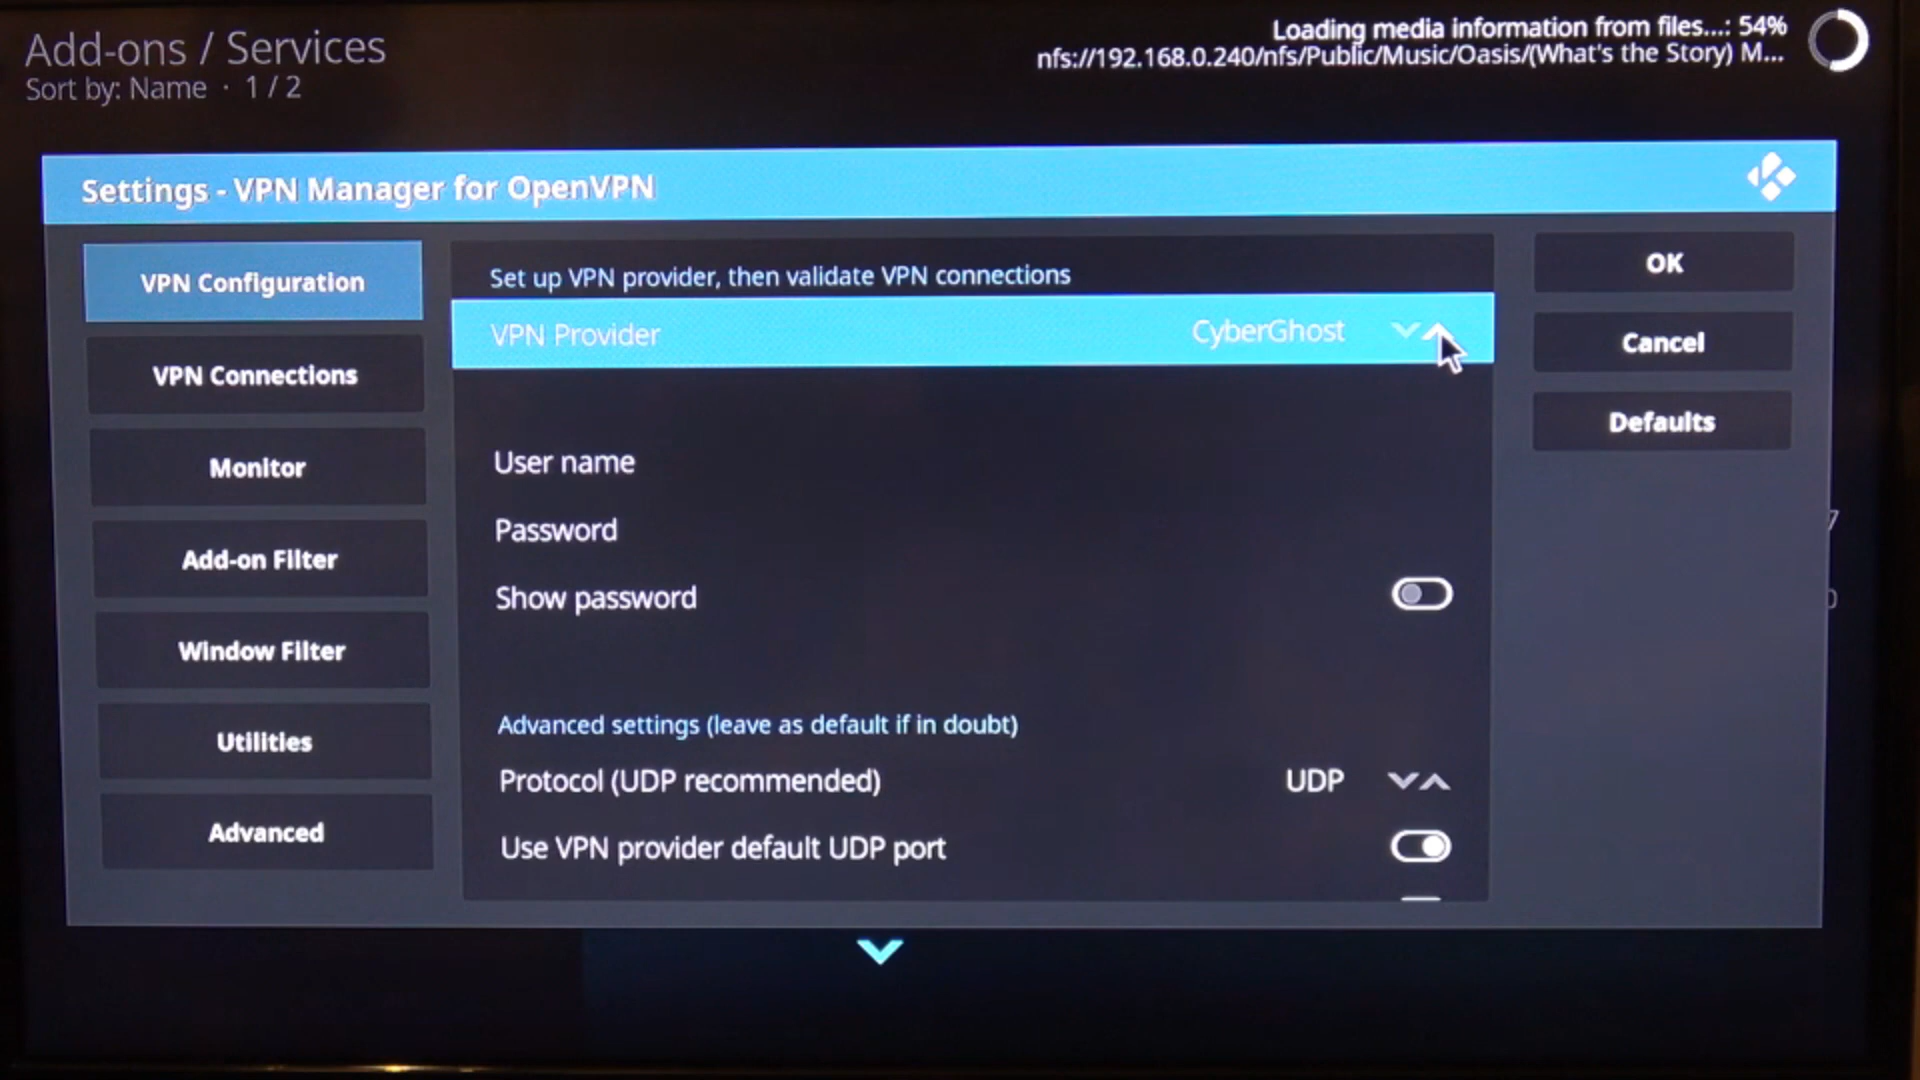 Add-ons / Services
Sort by: Name · 1 / 2
Loading media information from files...: 54%
nfs://192.168.0.240/nfs/Public/Music/Oasis/(What's the Story) M...
Settings - VPN Manager for OpenVPN
VPN Configuration
VPN Connections
Monitor
Add-on Filter
Window Filter
Utilities
Advanced
Set up VPN provider, then validate VPN connections
VPN Provider CyberGhost
User name
Password
Show password
Advanced settings (leave as default if in doubt)
Protocol (UDP recommended) UDP
Use VPN provider default UDP port
OK
Cancel
Defaults